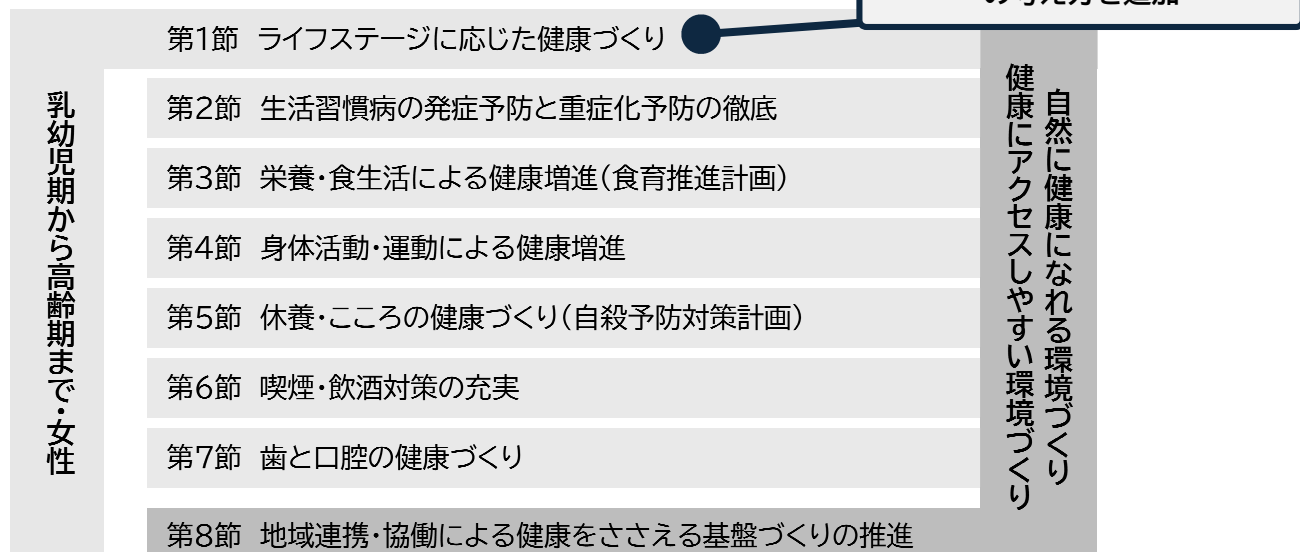 の考え方を追加
第1節 ライフステージに応じた健康づくり
乳幼児期から高齢期まで・女性
第2節 生活習慣病の発症予防と重症化予防の徹底
第3節 栄養・食生活による健康増進(食育推進計画)
第4節 身体活動・運動による健康増進
第5節 休養・こころの健康づくり(自殺予防対策計画)
第6節 喫煙・飲酒対策の充実
第7節 歯と口腔の健康づくり
第8節 地域連携・協働による健康をささえる基盤づくりの推進
自然に健康になれる環境づくり
健康にアクセスしやすい環境づくり